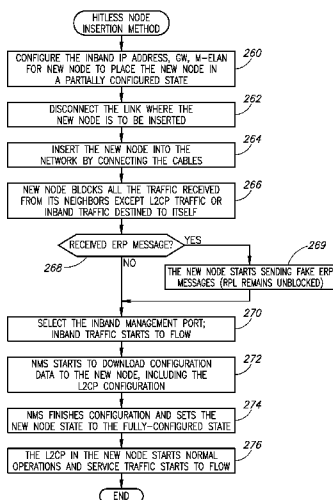 HITLESS NODE
INSERTION METHOD
260
CONFIGURE THE INBAND IP ADDRESS, GW, M-ELAN
FOR NEW NODE TO PLACE THE NEW NODE IN
A PARTIALLY CONFIGURED STATE
262
DISCONNECT THE LINK WHERE THE
NEW NODE IS TO BE INSERTED
264
INSERT THE NEW NODE INTO THE
NETWORK BY CONNECTING THE CABLES
266
NEW NODE BLOCKS ALL THE TRAFFIC RECEIVED
FROM ITS NEIGHBORS EXCEPT L2CP TRAFFIC OR
INBAND TRAFFIC DESTINED TO ITSELF
RECEIVED ERP MESSAGE?
YES
268
NO
269
THE NEW NODE STARTS SENDING FAKE ERP
MESSAGES (RPL REMAINS UNBLOCKED)
270
SELECT THE INBAND MANAGEMENT PORT;
INBAND TRAFFIC STARTS TO FLOW
272
NMS STARTS TO DOWNLOAD CONFIGURATION
DATA TO THE NEW NODE, INCLUDING THE
L2CP CONFIGURATION
274
NMS FINISHES CONFIGURATION AND SETS THE
NEW NODE STATE TO THE FULLY-CONFIGURED STATE
276
THE L2CP IN THE NEW NODE STARTS NORMAL
OPERATIONS AND SERVICE TRAFFIC STARTS TO FLOW
END